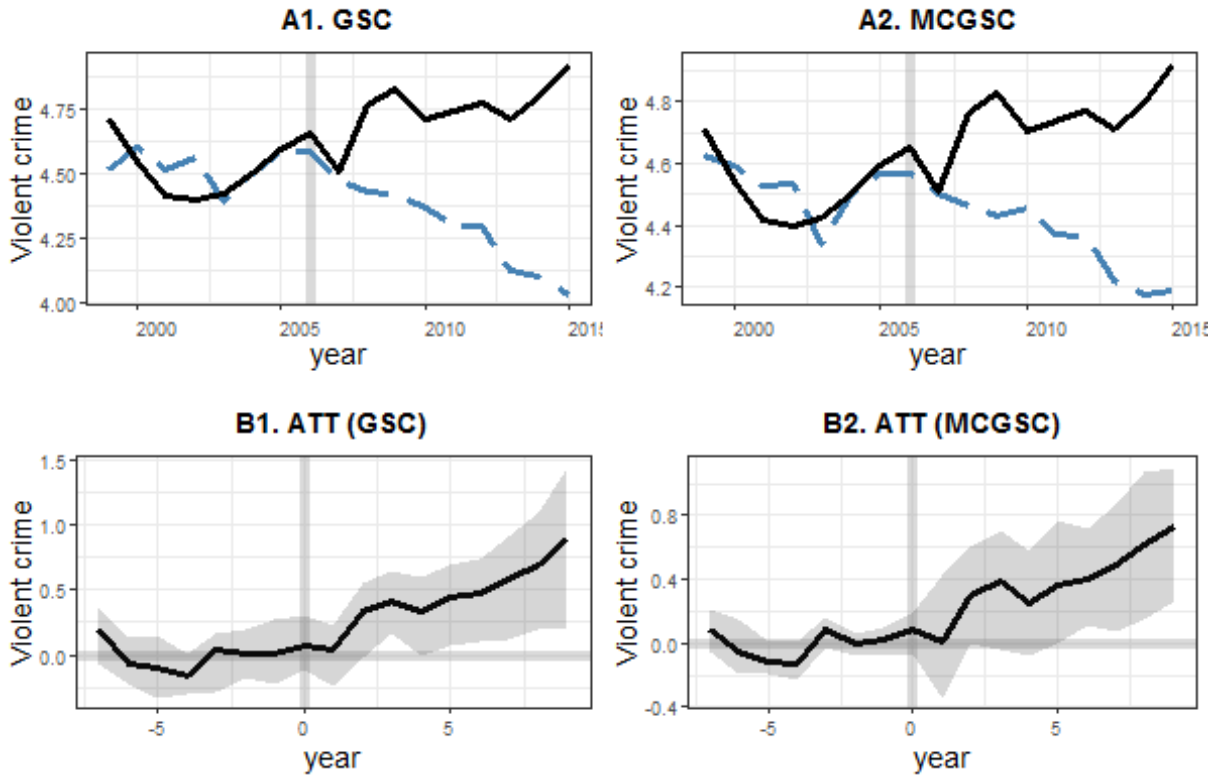 A1. GSC
Violent crime
4.75
4.50
4.25
4.00
2000 2005 2010 2015
year
A2. MCGSC
Violent crime
4.8
4.6
4.4
4.2
2000 2005 2010 2015
year
B1. ATT (GSC)
Violent crime
1.5
1.0
0.5
0.0
-5 0 5
year
B2. ATT (MCGSC)
Violent crime
0.8
0.4
0.0
-0.4
-5 0 5
year